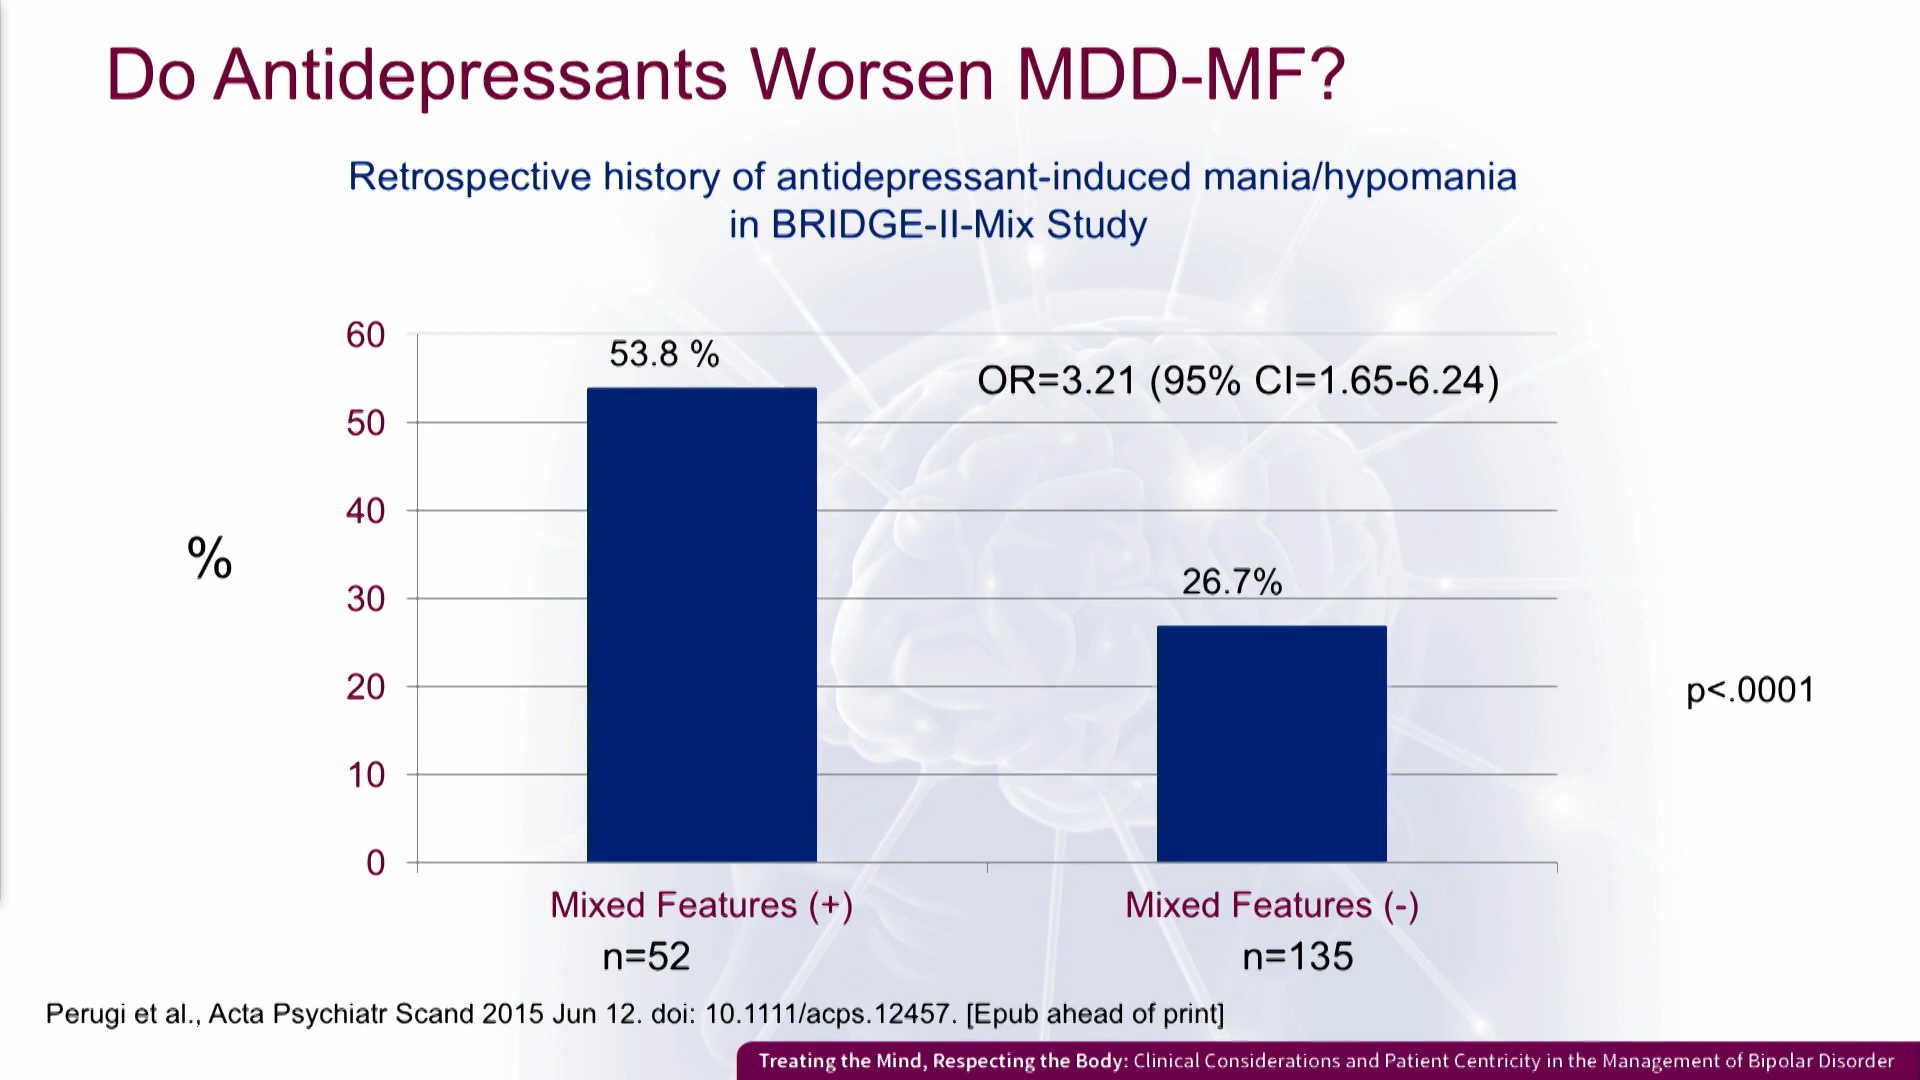 Do Antidepressants Worsen MDD-MF?
Retrospective history of antidepressant-induced mania/hypomania
in BRIDGE-II-Mix Study
60
53.8 %
OR=3.21 (95% CI=1.65-6.24)
50
40
%
30
26.7%
20
p<.0001
10
0
Mixed Features (+)
Mixed Features (-)
n=52
n=135
Perugi et al., Acta Psychiatr Scand 2015 Jun 12. doi: 10.1111/acps.12457. [Epub ahead of print]
Treating the Mind, Respecting the Body: Clinical Considerations and Patient Centricity in the Management of Bipolar Disorder